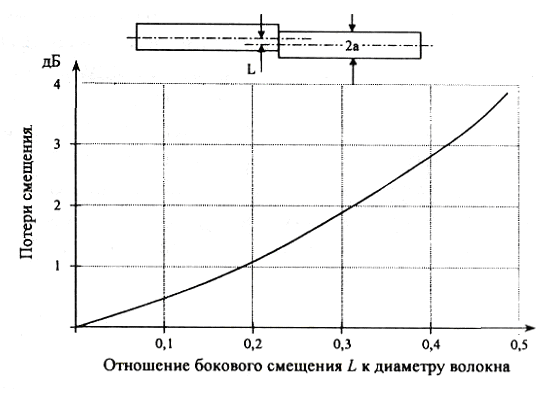 2a
L
дБ
4
3
2
1
Потери смещения
0,1
0,2
0,3
0,4
0,5
Отношение бокового смещения L к диаметру волокна